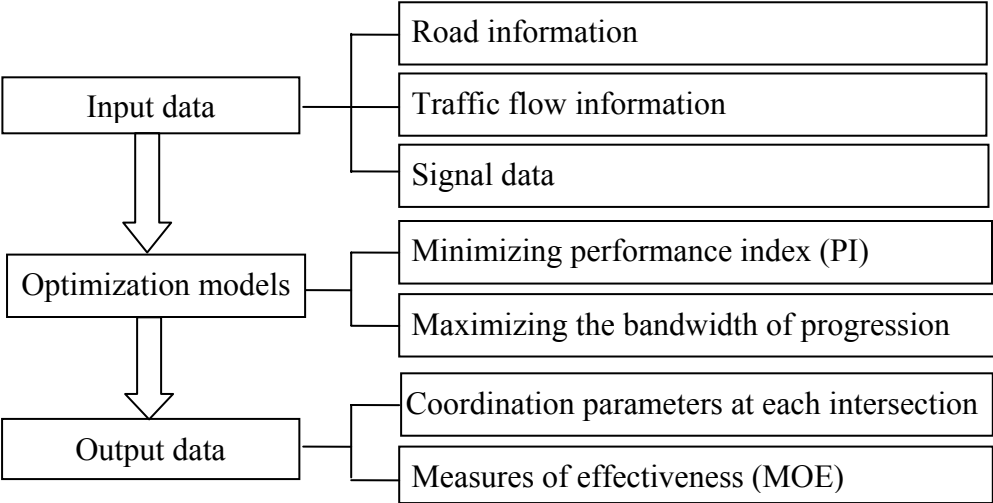 Road information
Input data
Traffic flow information
Signal data
Minimizing performance index (PI)
Optimization models
Maximizing the bandwidth of progression
Coordination parameters at each intersection
Output data
Measures of effectiveness (MOE)